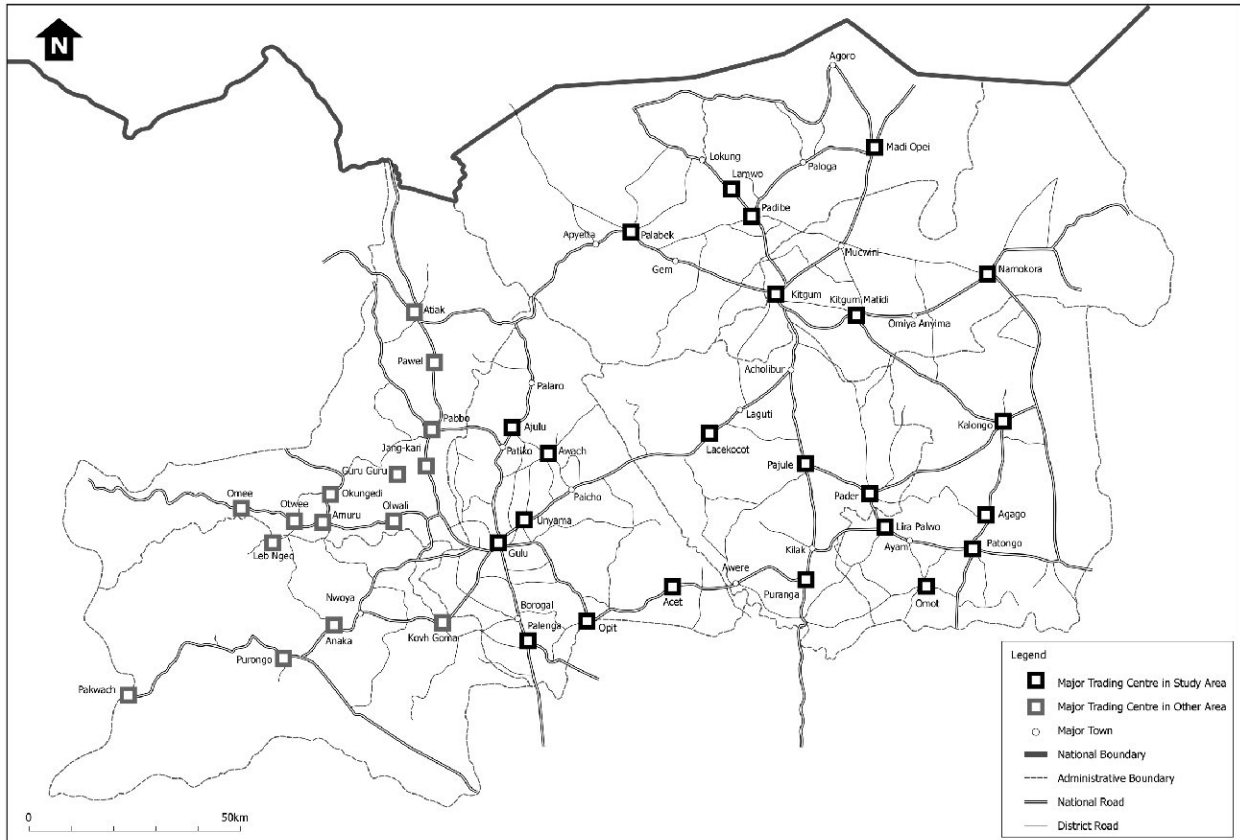 N
Agoro
Madi Opei
Lokung
Paloga
Lamwo
Padibe
Palabek
Apyetta
Gem
Mucwini
Namokora
Kitgum
Kitgum Matidi
Omiya Anyima
Atiak
Pawel
Acholibur
Palaro
Laguti
Pabbo
Ajulu
Kalongo
Lacekocot
Jang-kari
Patiko
Awach
Guru Guru
Pajule
Okungedi
Paicho
Pader
Omee
Otwee
Amuru
Olwali
Unyama
Agago
Lira Palwo
Leb Ngec
Gulu
Ayam
Patongo
Kilak
Awere
Puranga
Acet
Omot
Nwoya
Borogal
Opit
Anaka
Kovh Goma
Palenga
Purongo
Pakwach
Legend
Major Trading Centre in Study Area
Major Trading Centre in Other Area
Major Town
National Boundary
Administrative Boundary
National Road
District Road
0 50km